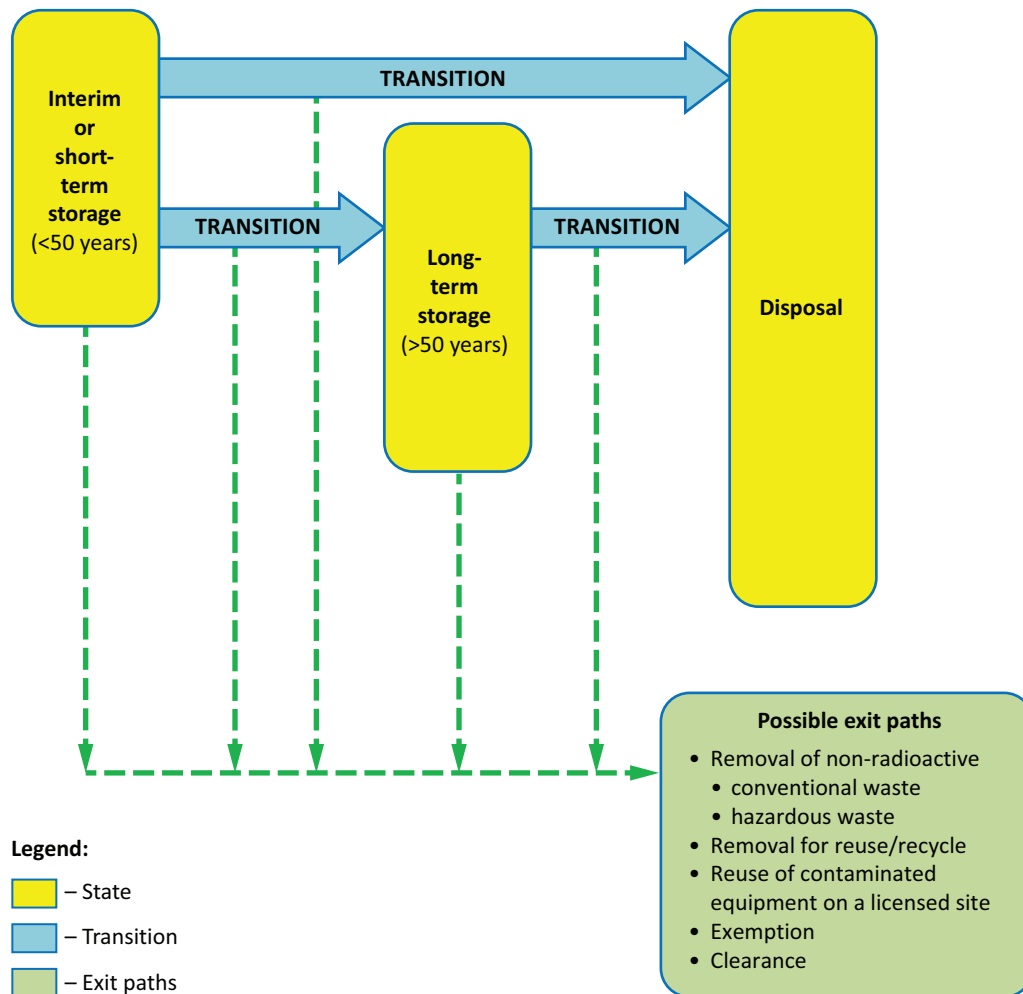 TRANSITION
Interim
or
short-
term
storage
(<50 years)
TRANSITION
TRANSITION
Long-
term
storage
(>50 years)
Disposal
Possible exit paths
• Removal of non-radioactive
• conventional waste
• hazardous waste
• Removal for reuse/recycle
• Reuse of contaminated
equipment on a licensed site
• Exemption
• Clearance
Legend:
– State
– Transition
– Exit paths